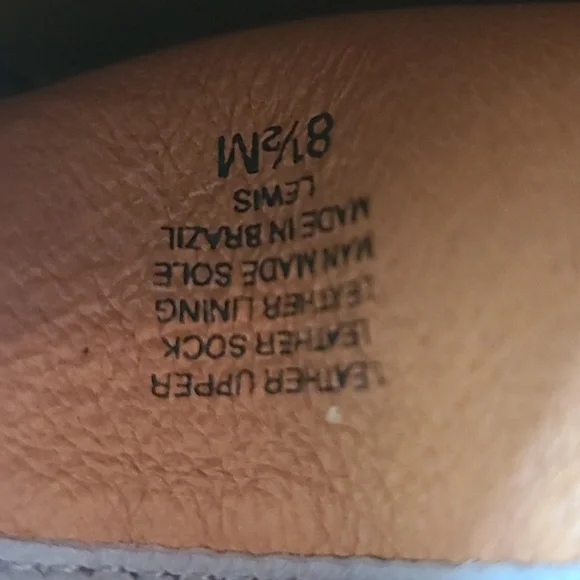 LEATHER UPPER
LEATHER SOCK
LEATHER LINING
MAN MADE SOLE
MADE IN BRAZIL
LEWIS
8½M